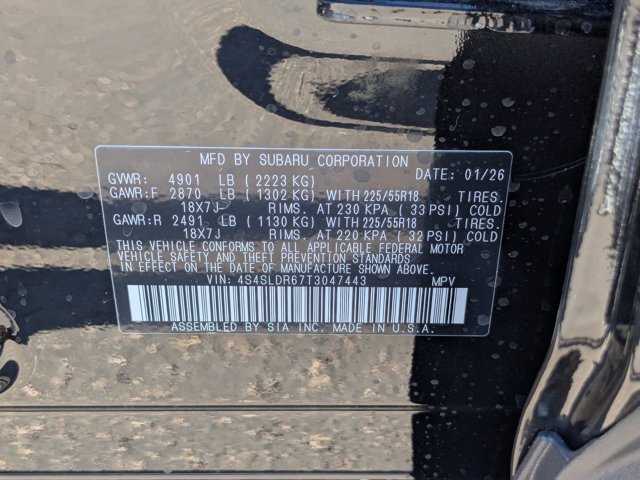 MFD BY SUBARU CORPORATION DATE: 01/26
GVWR: 4901 LB (2223 KG)
GAWR:F 2870 LB (1302 KG) WITH 225/55R18 TIRES.
18X7J RIMS. AT 230 KPA (33 PSI) COLD
GAWR:R 2491 LB (1130 KG) WITH 225/55R18 TIRES.
18X7J RIMS. AT 220 KPA (32 PSI) COLD
THIS VEHICLE CONFORMS TO ALL APPLICABLE FEDERAL MOTOR
VEHICLE SAFETY AND THEFT PREVENTION STANDARDS
IN EFFECT ON THE DATE OF MANUFACTURE SHOWN ABOVE.
VIN: 4S4SLDR67T3047443 MPV
ASSEMBLED BY SIA INC. MADE IN U.S.A.